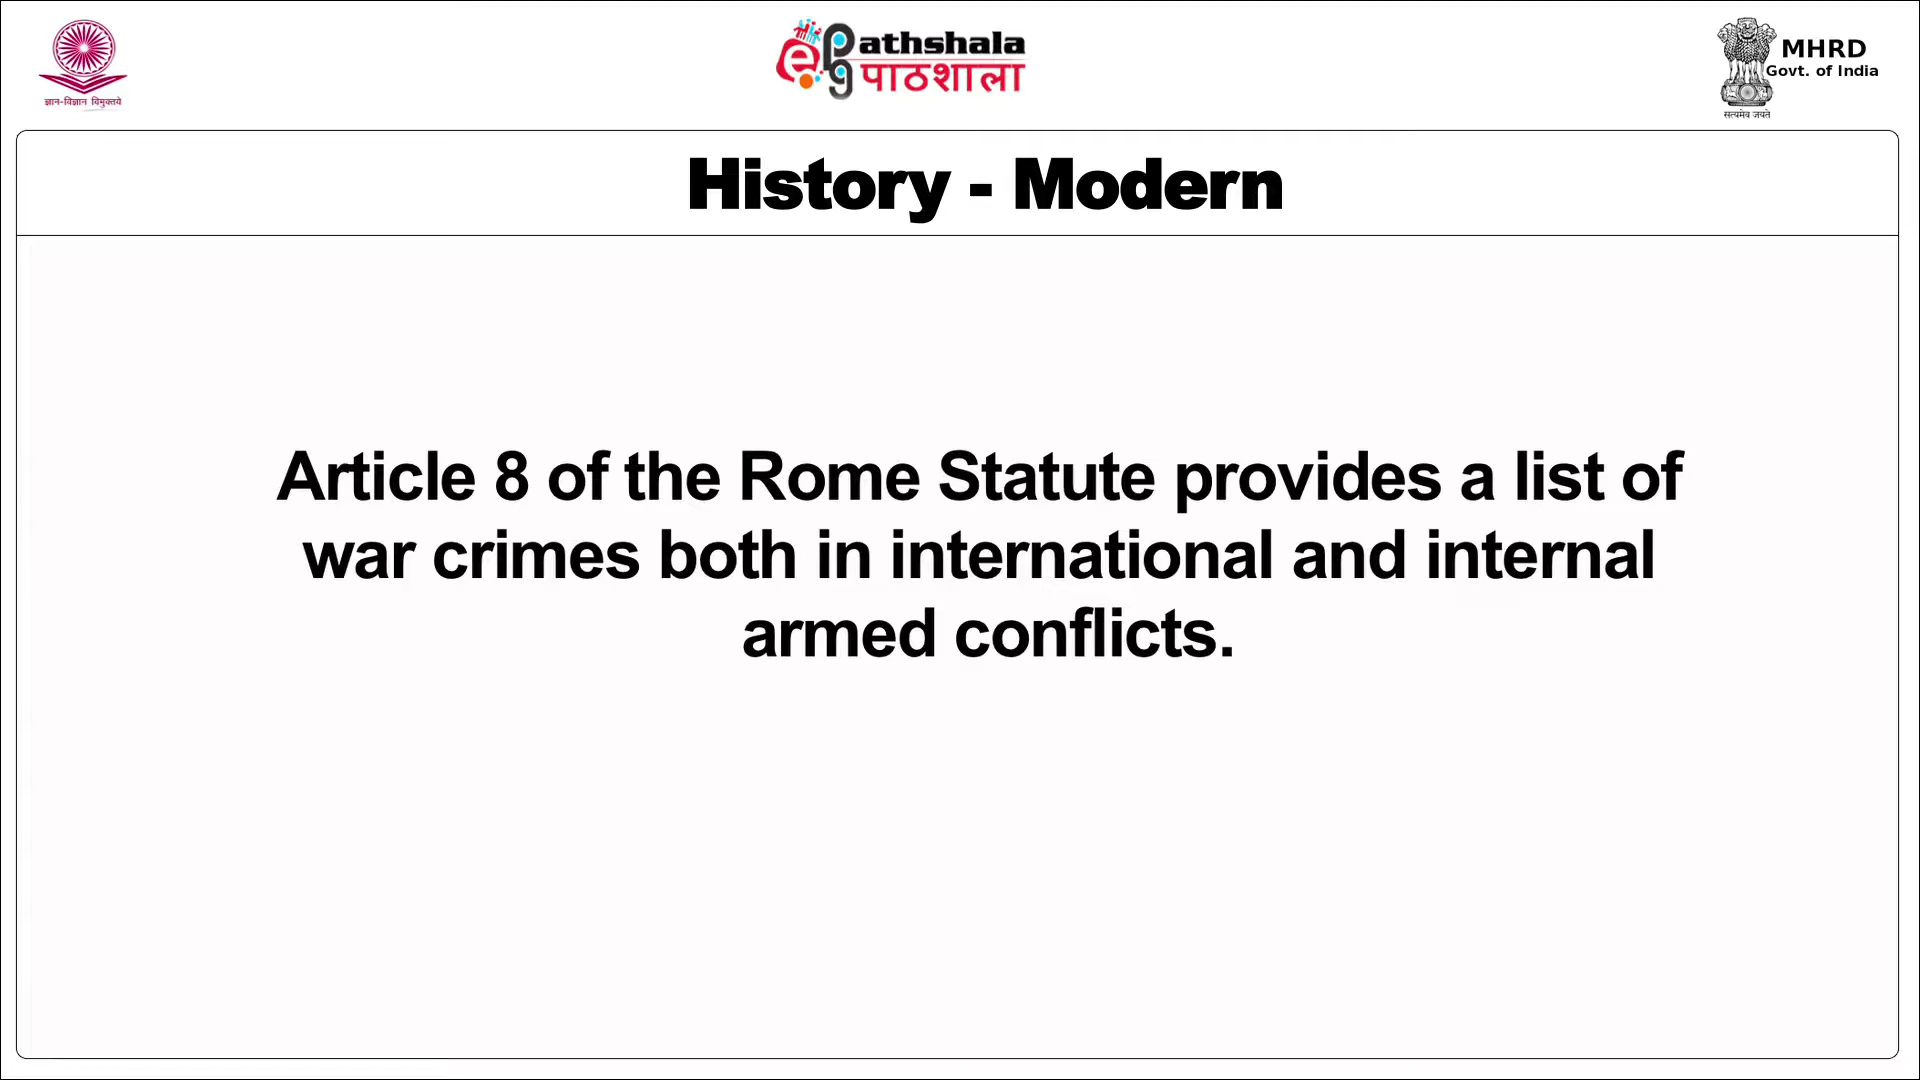 ज्ञान-विज्ञान विमुक्तये
ePG athshala
पाठशाला
MHRD
Govt. of India
सत्यमेव जयते
History - Modern
Article 8 of the Rome Statute provides a list of
war crimes both in international and internal
armed conflicts.